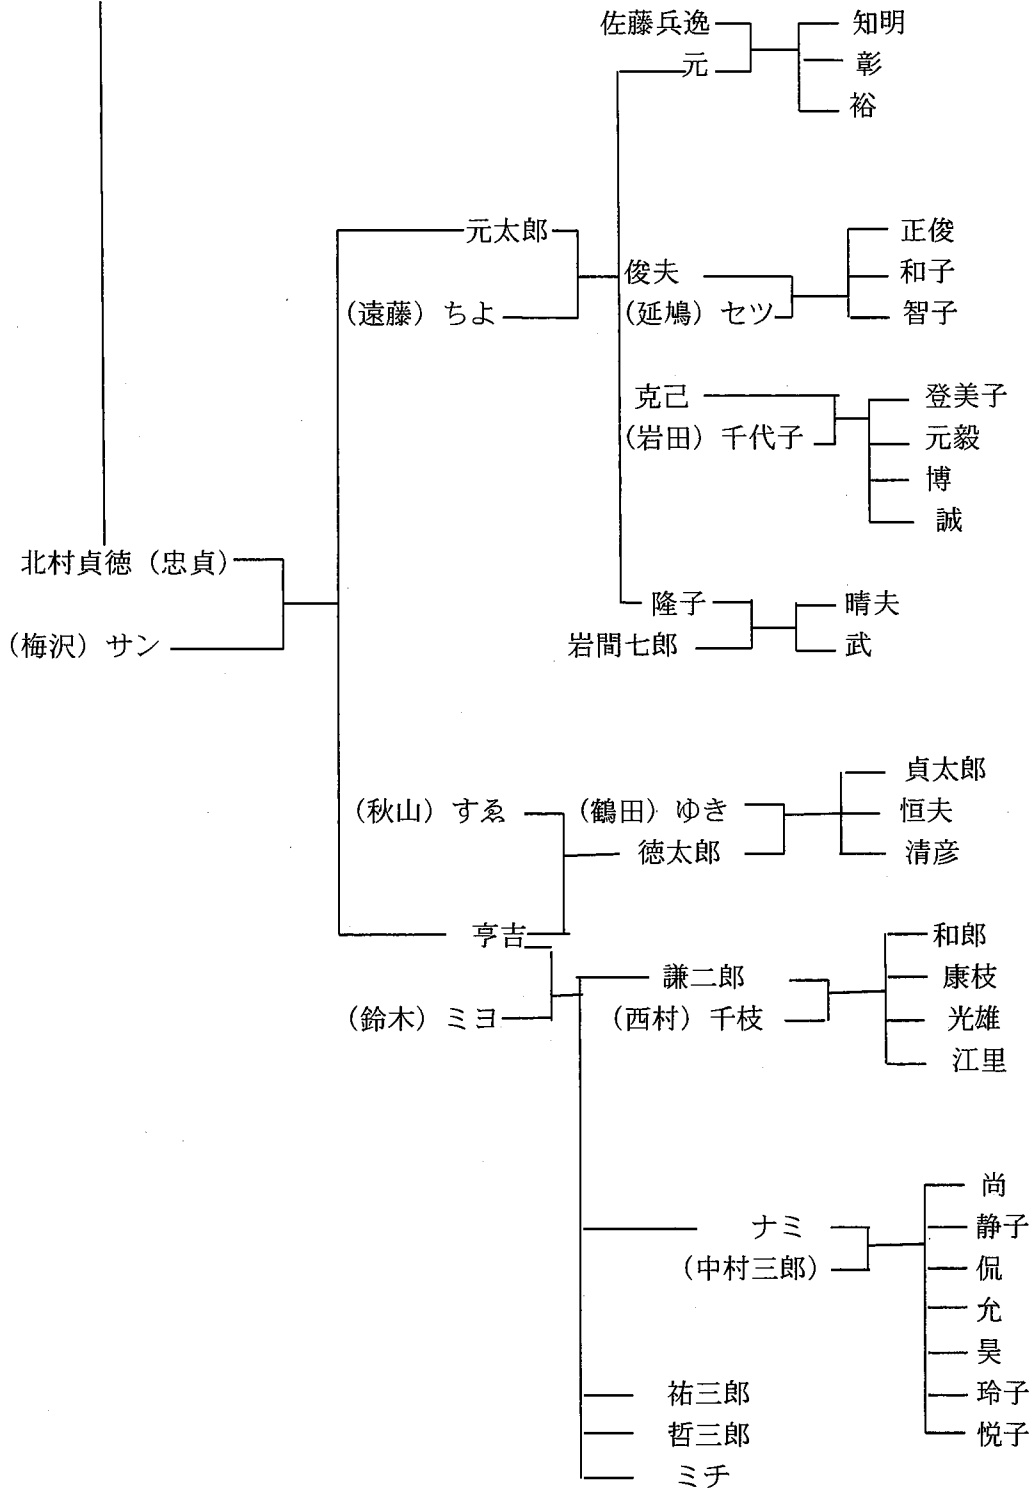 佐藤兵逸
知明
元
彰
裕
元太郎
正俊
俊夫
和子
(遠藤)ちよ
(延鳩)セツ
智子
克己
登美子
(岩田)千代子
元毅
博
誠
北村貞徳(忠貞)
隆子
晴夫
(梅沢)サン
岩間七郎
武
貞太郎
(秋山)すゑ
(鶴田)ゆき
恒夫
徳太郎
清彦
亨吉
和郎
謙二郎
康枝
(鈴木)ミヨ
(西村)千枝
光雄
江里
尚
ナミ
静子
(中村三郎)
侃
允
昊
祐三郎
玲子
哲三郎
悦子
ミチ